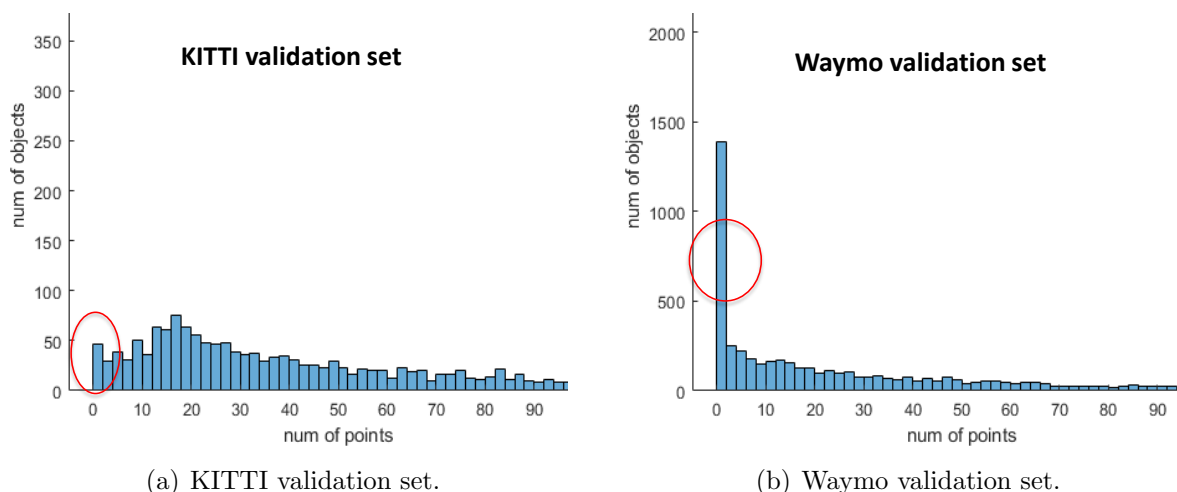 KITTI validation set
350
300
250
200
150
100
50
0
num of objects
0 10 20 30 40 50 60 70 80 90
num of points
(a) KITTI validation set.
Waymo validation set
2000
1500
1000
500
0
num of objects
0 10 20 30 40 50 60 70 80 90
num of points
(b) Waymo validation set.